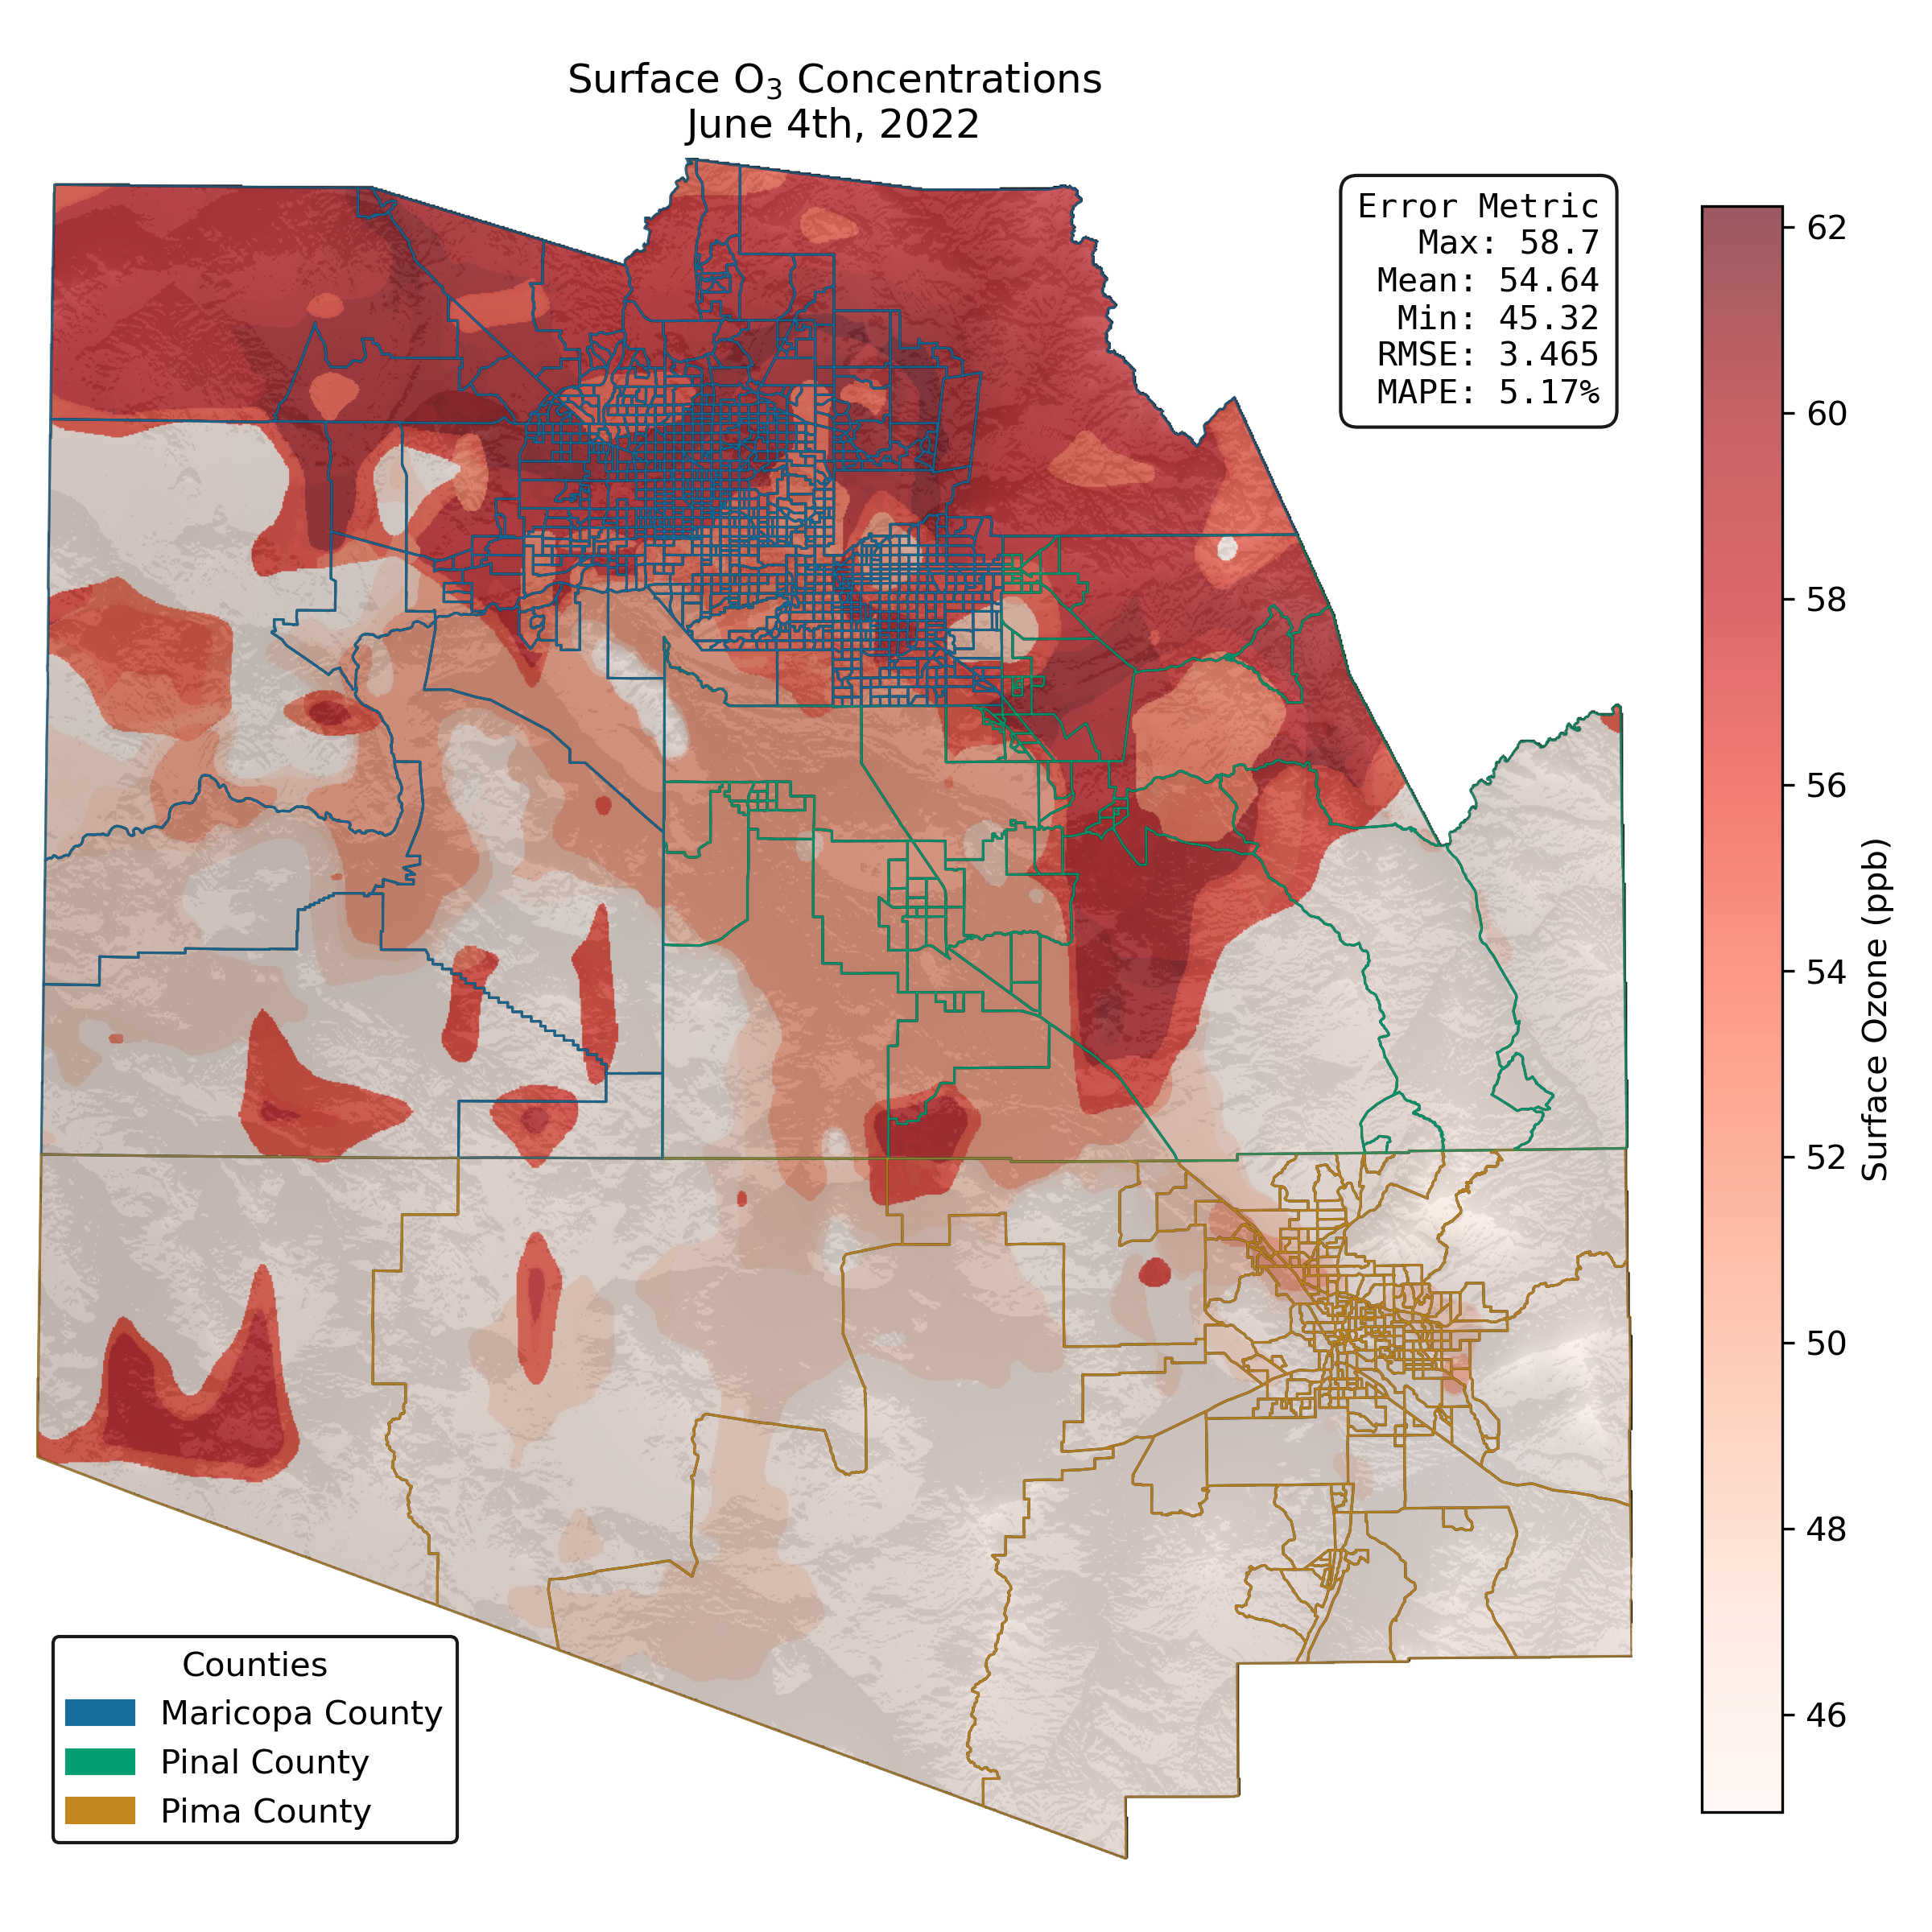 Surface O₃ Concentrations
June 4th, 2022
Error Metric
Max: 58.7
Mean: 54.64
Min: 45.32
RMSE: 3.465
MAPE: 5.17%
62
60
58
56
54
52
50
48
46
Surface Ozone (ppb)
Counties
Maricopa County
Pinal County
Pima County